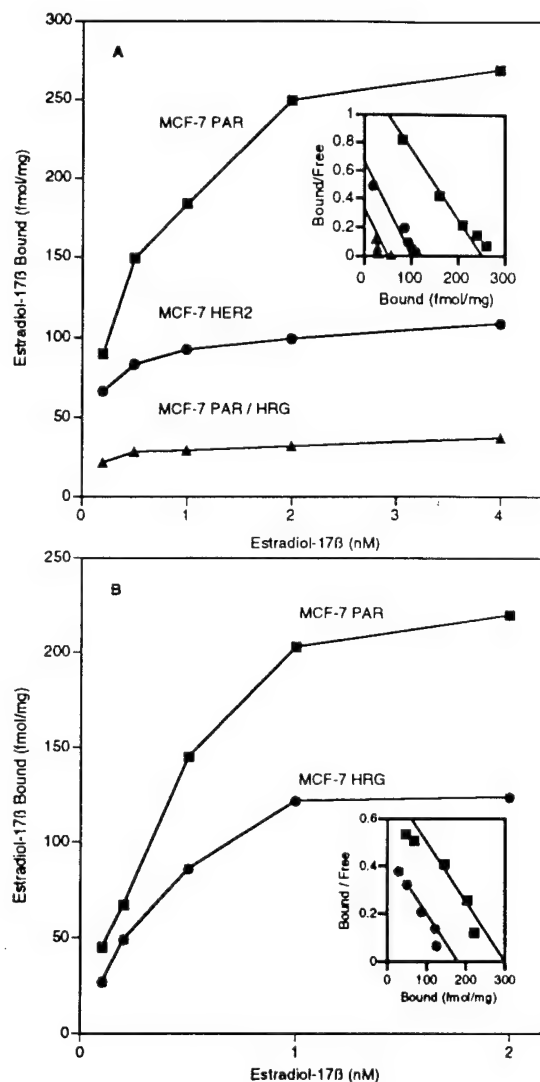 A
300
250
200
150
100
50
0
Estradiol-17ß Bound (fmol/mg)
MCF-7 PAR
MCF-7 HER2
MCF-7 PAR / HRG
0
1
2
3
4
Estradiol-17ß (nM)
1
0.8
0.6
0.4
0.2
0
Bound/Free
0 100 200 300
Bound (fmol/mg)
B
250
200
150
100
50
0
Estradiol-17ß Bound (fmol/mg)
MCF-7 PAR
MCF-7 HRG
0
1
2
Estradiol-17ß (nM)
0.6
0.4
0.2
0
Bound / Free
0 100 200 300
Bound (fmol/mg)